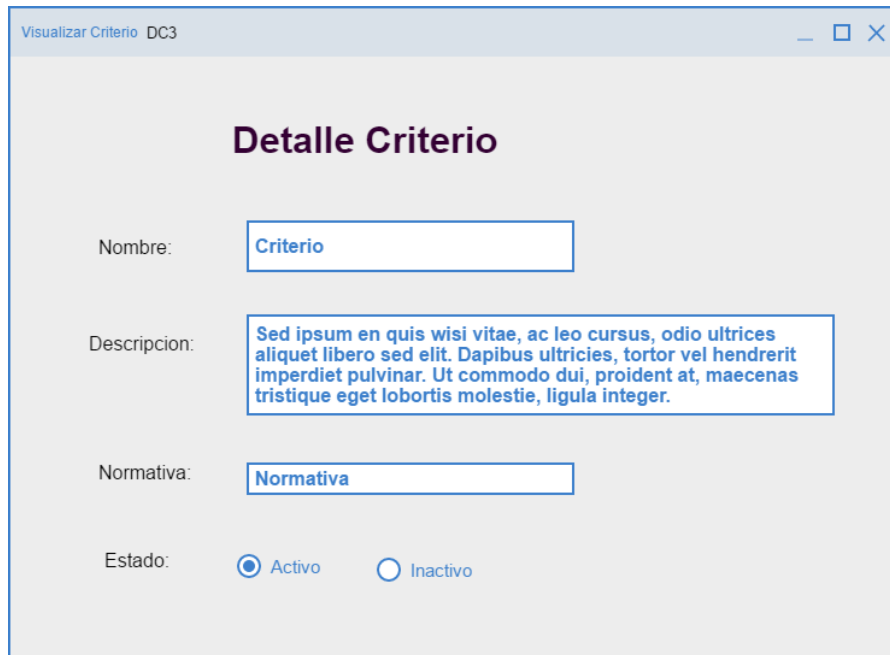 Visualizar Criterio DC3
Detalle Criterio
Nombre: Criterio
Descripcion: Sed ipsum en quis wisi vitae, ac leo cursus, odio ultrices
aliquet libero sed elit. Dapibus ultricies, tortor vel hendrerit
imperdiet pulvinar. Ut commodo dui, proident at, maecenas
tristique eget lobortis molestie, ligula integer.
Normativa: Normativa
Estado: Activo Inactivo